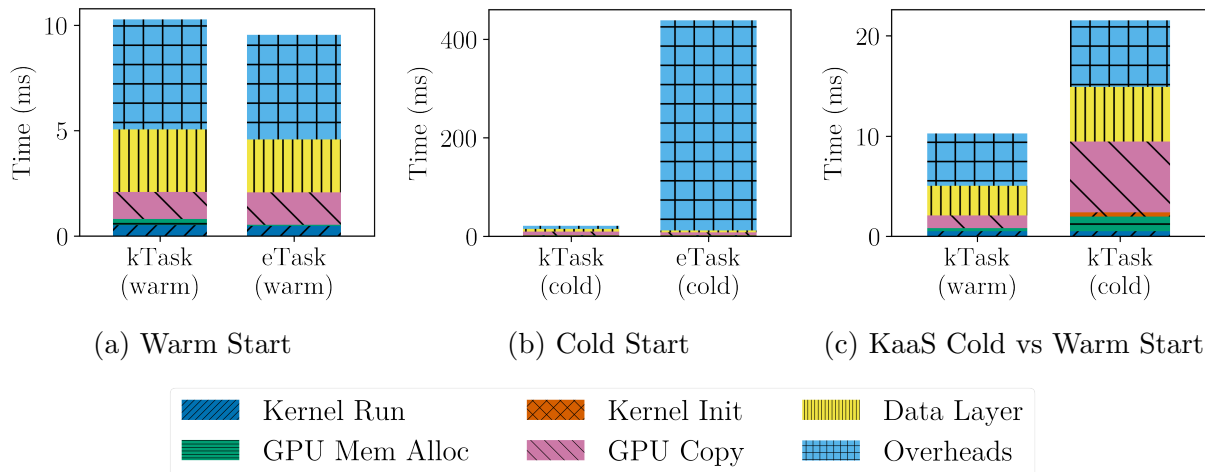 10
5
0
Time (ms)
kTask
(warm)
eTask
(warm)
(a) Warm Start
400
200
0
Time (ms)
kTask
(cold)
eTask
(cold)
(b) Cold Start
20
10
0
Time (ms)
kTask
(warm)
kTask
(cold)
(c) KaaS Cold vs Warm Start
Kernel Run
Kernel Init
Data Layer
GPU Mem Alloc
GPU Copy
Overheads